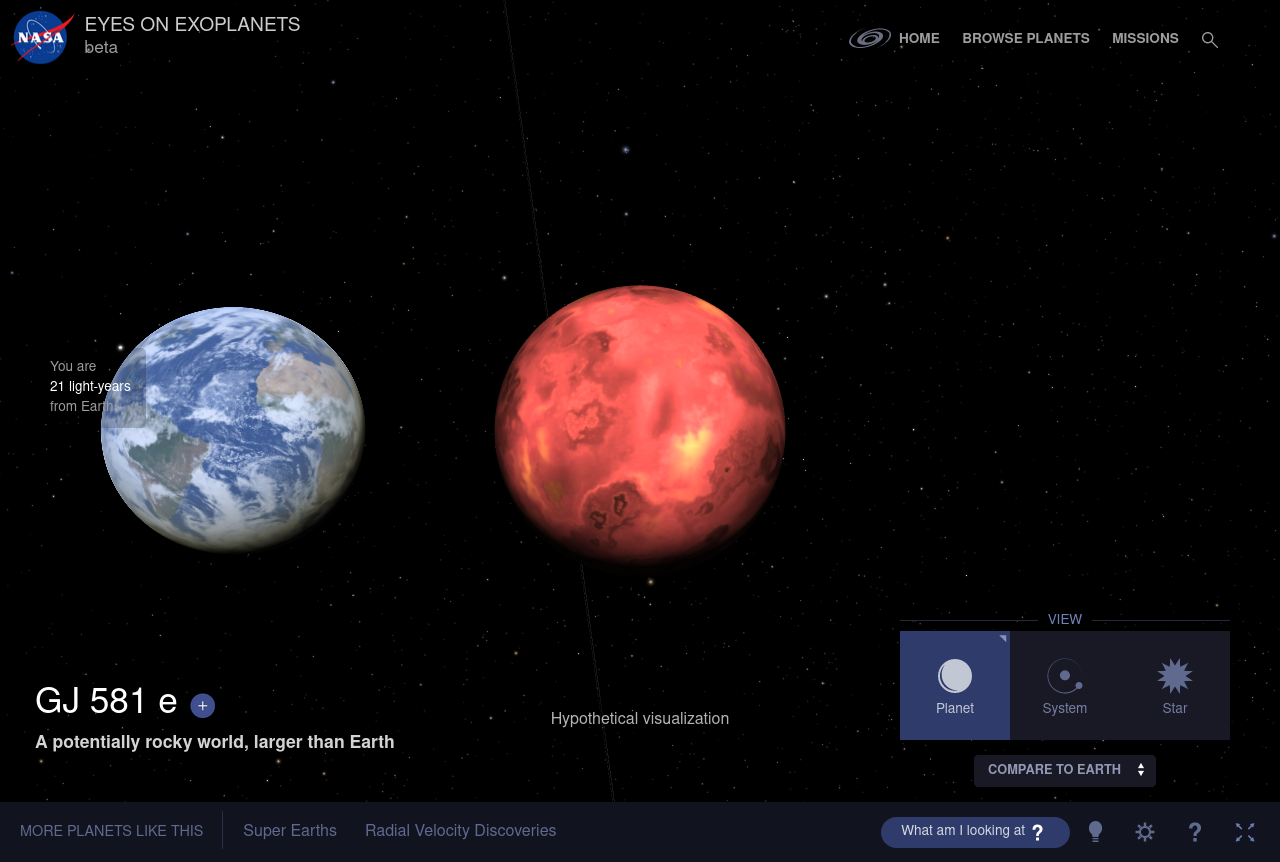 NASA
EYES ON EXOPLANETS
beta
HOME
BROWSE PLANETS
MISSIONS
You are
21 light-years
from Earth
VIEW
Planet
System
Star
GJ 581 e +
A potentially rocky world, larger than Earth
Hypothetical visualization
COMPARE TO EARTH
MORE PLANETS LIKE THIS
Super Earths
Radial Velocity Discoveries
What am I looking at ?
?